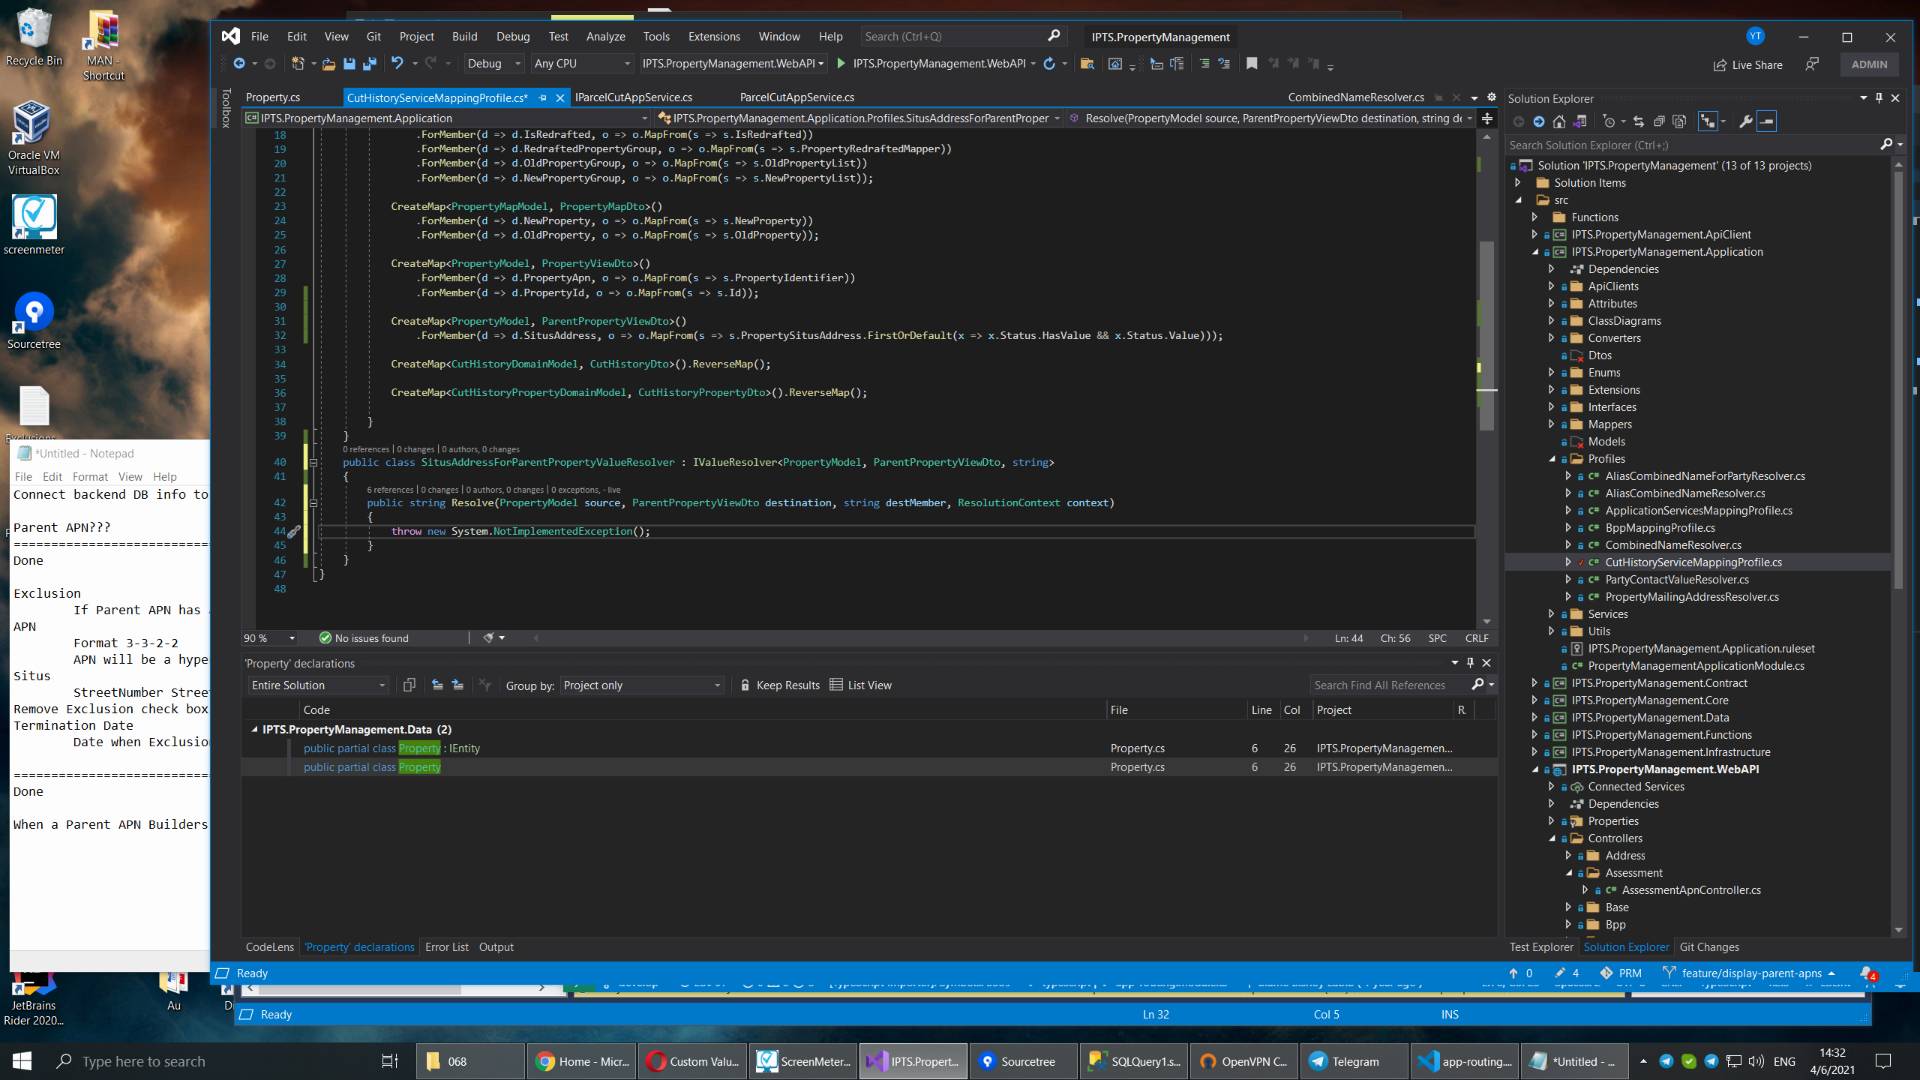 Recycle Bin
MAN - Shortcut
Oracle VM VirtualBox
screenmeter
Sourcetree
JetBrains Rider 2020...
Au
*Untitled - Notepad
File Edit Format View Help
Connect backend DB info to
Parent APN???
Done
Exclusion
If Parent APN has
APN
Format 3-3-2-2
APN will be a hype
Situs
StreetNumber Street
Remove Exclusion check box
Termination Date
Date when Exclusion
Done
When a Parent APN Builders
File Edit View Git Project Build Debug Test Analyze Tools Extensions Window Help Search (Ctrl+Q) IPTS.PropertyManagement YT
Debug Any CPU IPTS.PropertyManagement.WebAPI IPTS.PropertyManagement.WebAPI Live Share ADMIN
Toolbox
Property.cs CutHistoryServiceMappingProfile.cs* IParcelCutAppService.cs ParcelCutAppService.cs CombinedNameResolver.cs
IPTS.PropertyManagement.Application IPTS.PropertyManagement.Application.Profiles.SitusAddressForParentProper Resolve(PropertyModel source, ParentPropertyViewDto destination, string de
18 .ForMember(d => d.IsRedrafted, o => o.MapFrom(s => s.IsRedrafted))
19 .ForMember(d => d.RedraftedPropertyGroup, o => o.MapFrom(s => s.PropertyRedraftedMapper))
20 .ForMember(d => d.OldPropertyGroup, o => o.MapFrom(s => s.OldPropertyList))
21 .ForMember(d => d.NewPropertyGroup, o => o.MapFrom(s => s.NewPropertyList));
22
23 CreateMap<PropertyMapModel, PropertyMapDto>()
24 .ForMember(d => d.NewProperty, o => o.MapFrom(s => s.NewProperty))
25 .ForMember(d => d.OldProperty, o => o.MapFrom(s => s.OldProperty));
26
27 CreateMap<PropertyModel, PropertyViewDto>()
28 .ForMember(d => d.PropertyApn, o => o.MapFrom(s => s.PropertyIdentifier))
29 .ForMember(d => d.PropertyId, o => o.MapFrom(s => s.Id));
30
31 CreateMap<PropertyModel, ParentPropertyViewDto>()
32 .ForMember(d => d.SitusAddress, o => o.MapFrom(s => s.PropertySitusAddress.FirstOrDefault(x => x.Status.HasValue && x.Status.Value)));
33
34 CreateMap<CutHistoryDomainModel, CutHistoryDto>().ReverseMap();
35
36 CreateMap<CutHistoryPropertyDomainModel, CutHistoryPropertyDto>().ReverseMap();
37
38 }
39 }
0 references | 0 changes | 0 authors, 0 changes
40 public class SitusAddressForParentPropertyValueResolver : IValueResolver<PropertyModel, ParentPropertyViewDto, string>
41 {
6 references | 0 changes | 0 authors, 0 changes | 0 exceptions, - live
42 public string Resolve(PropertyModel source, ParentPropertyViewDto destination, string destMember, ResolutionContext context)
43 {
44 throw new System.NotImplementedException();
45 }
46 }
47 }
48
90 % No issues found Ln: 44 Ch: 56 SPC CRLF
'Property' declarations
Entire Solution Group by: Project only Keep Results List View Search Find All References
Code File Line Col Project R
IPTS.PropertyManagement.Data (2)
public partial class Property : IEntity Property.cs 6 26 IPTS.PropertyManagemen...
public partial class Property Property.cs 6 26 IPTS.PropertyManagemen...
CodeLens 'Property' declarations Error List Output
Solution Explorer
Search Solution Explorer (Ctrl+;)
Solution 'IPTS.PropertyManagement' (13 of 13 projects)
Solution Items
src
Functions
IPTS.PropertyManagement.ApiClient
IPTS.PropertyManagement.Application
Dependencies
ApiClients
Attributes
ClassDiagrams
Converters
Dtos
Enums
Extensions
Interfaces
Mappers
Models
Profiles
AliasCombinedNameForPartyResolver.cs
AliasCombinedNameResolver.cs
ApplicationServicesMappingProfile.cs
BppMappingProfile.cs
CombinedNameResolver.cs
CutHistoryServiceMappingProfile.cs
PartyContactValueResolver.cs
PropertyMailingAddressResolver.cs
Services
Utils
IPTS.PropertyManagement.Application.ruleset
PropertyManagementApplicationModule.cs
IPTS.PropertyManagement.Contract
IPTS.PropertyManagement.Core
IPTS.PropertyManagement.Data
IPTS.PropertyManagement.Functions
IPTS.PropertyManagement.Infrastructure
IPTS.PropertyManagement.WebAPI
Connected Services
Dependencies
Properties
Controllers
Address
Assessment
AssessmentApnController.cs
Base
Bpp
Test Explorer Solution Explorer Git Changes
Ready 0 4 PRM feature/display-parent-apns 4
Ready Ln 32 Col 5 INS
Type here to search 068 Home - Micr... Custom Valu... ScreenMeter... IPTS.Propert... Sourcetree SQLQuery1.s... OpenVPN C... Telegram app-routing.... *Untitled - ... ENG 14:32
4/6/2021